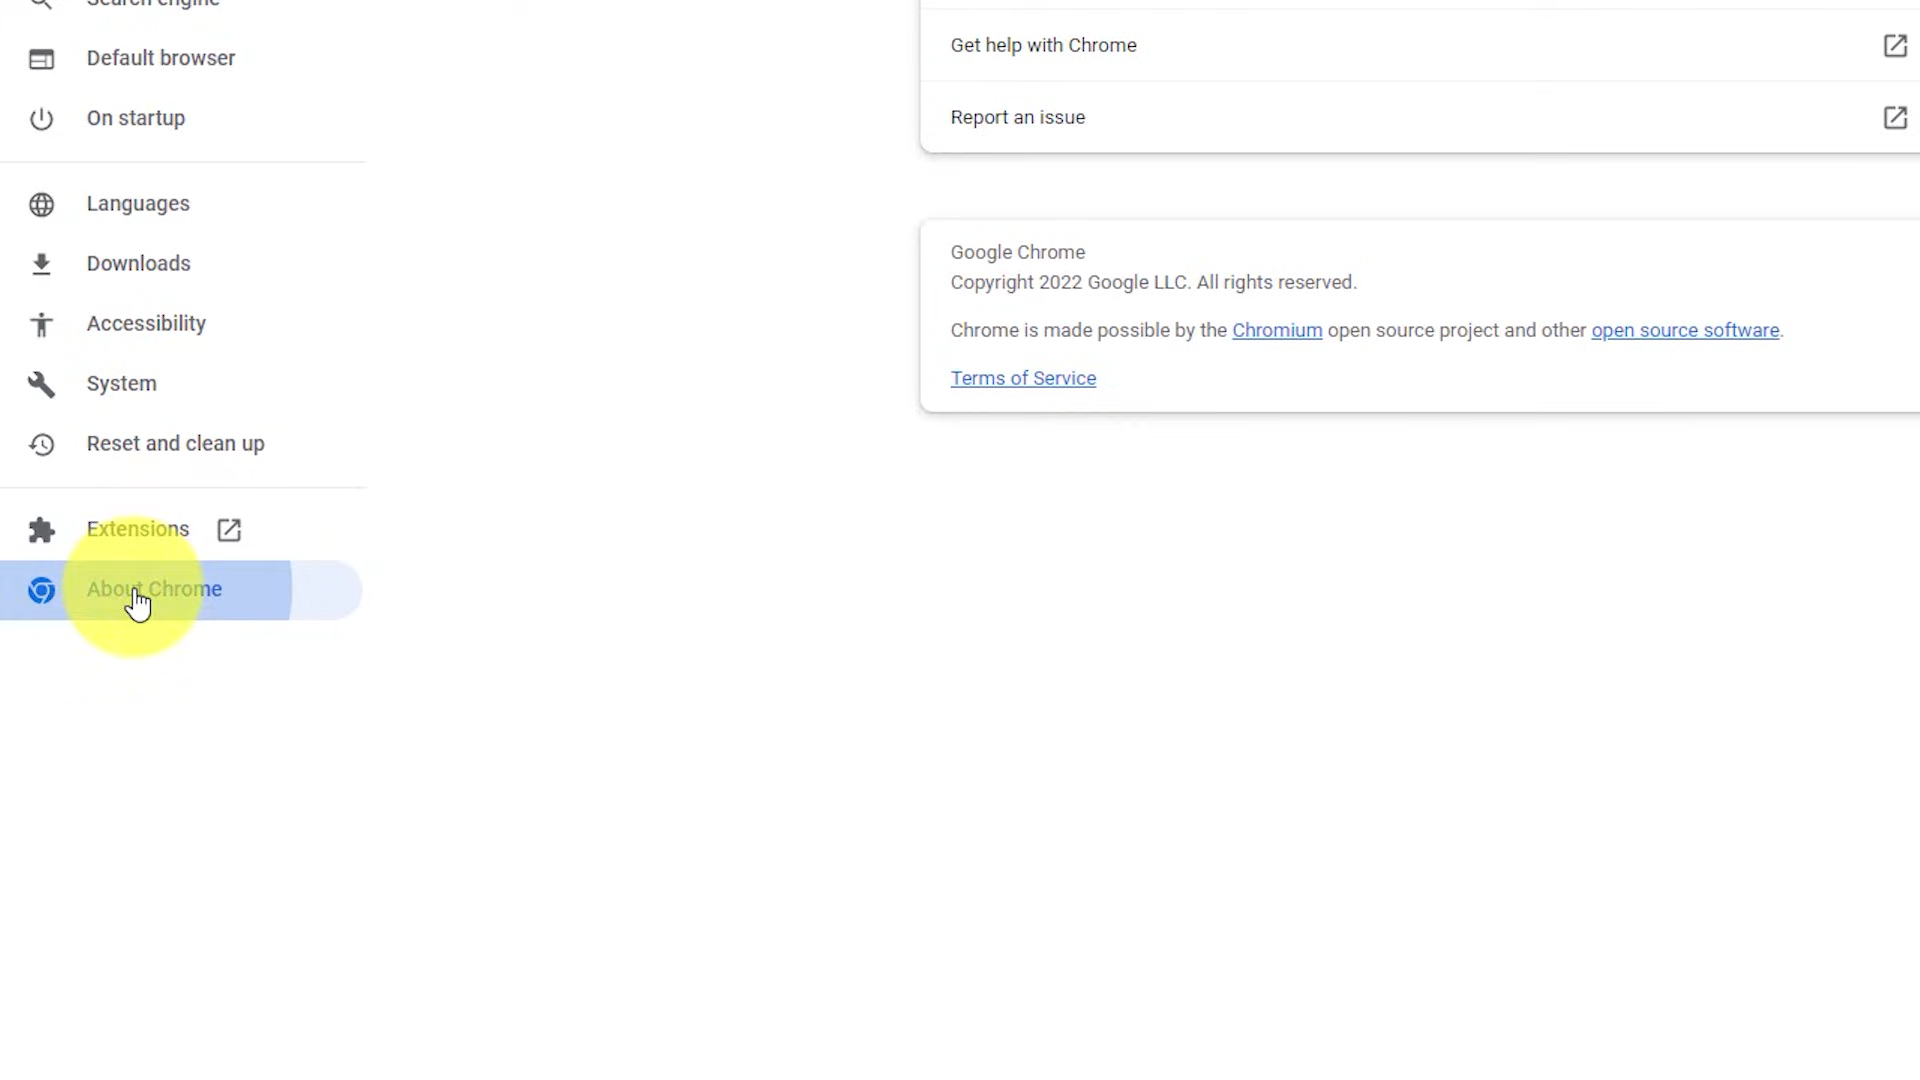 Search engine
Default browser
On startup
Languages
Downloads
Accessibility
System
Reset and clean up
Extensions
About Chrome
Get help with Chrome
Report an issue
Google Chrome
Copyright 2022 Google LLC. All rights reserved.
Chrome is made possible by the Chromium open source project and other open source software.
Terms of Service